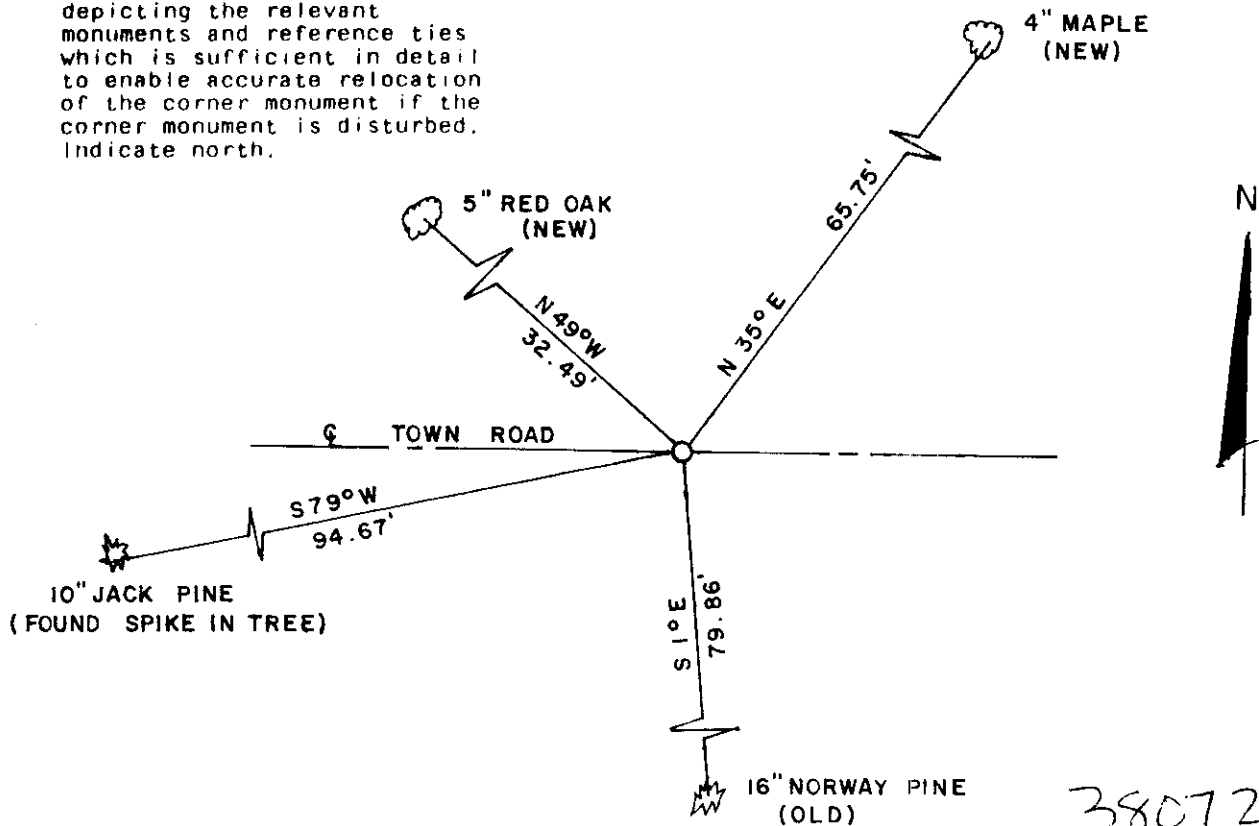 depicting the relevant
monuments and reference ties
which is sufficient in detail
to enable accurate relocation
of the corner monument if the
corner monument is disturbed.
Indicate north.
4" MAPLE
(NEW)
5" RED OAK
(NEW)
65.75'
N 35° E
N
N 49° W
32.49'
℄ TOWN ROAD
S 79° W
94.67'
10" JACK PINE
(FOUND SPIKE IN TREE)
S 1° E
79.86'
16" NORWAY PINE
(OLD)
38072